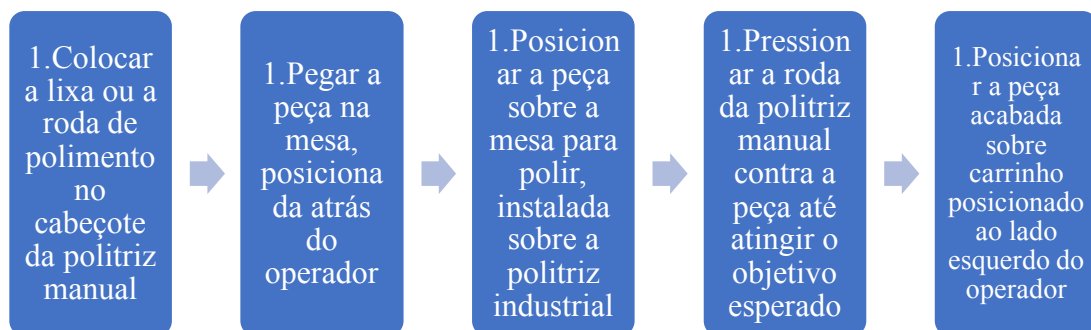 1.Colocar
a lixa ou a
roda de
polimento
no
cabeçote
da politriz
manual
1.Pegar a
peça na
mesa,
posiciona
da atrás
do
operador
1.Posicion
ar a peça
sobre a
mesa para
polir,
instalada
sobre a
politriz
industrial
1.Pression
ar a roda
da politriz
manual
contra a
peça até
atingir o
objetivo
esperado
1.Posiciona
r a peça
acabada
sobre
carrinho
posicionado
ao lado
esquerdo do
operador